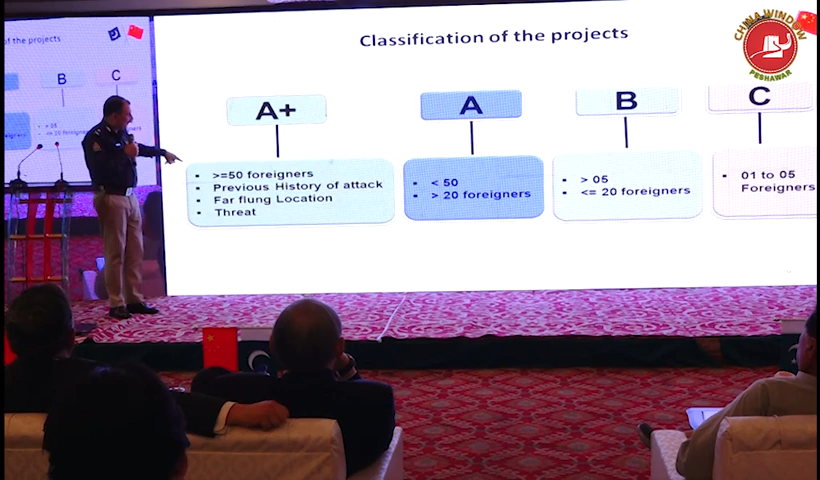 of the projects
B
C
Classification of the projects
CHINA WINDOW
PESHAWAR
A+
A
B
C
▪ >=50 foreigners
▪ Previous History of attack
▪ Far flung Location
▪ Threat
▪ < 50
▪ > 20 foreigners
▪ > 05
▪ <= 20 foreigners
▪ 01 to 05
Foreigners